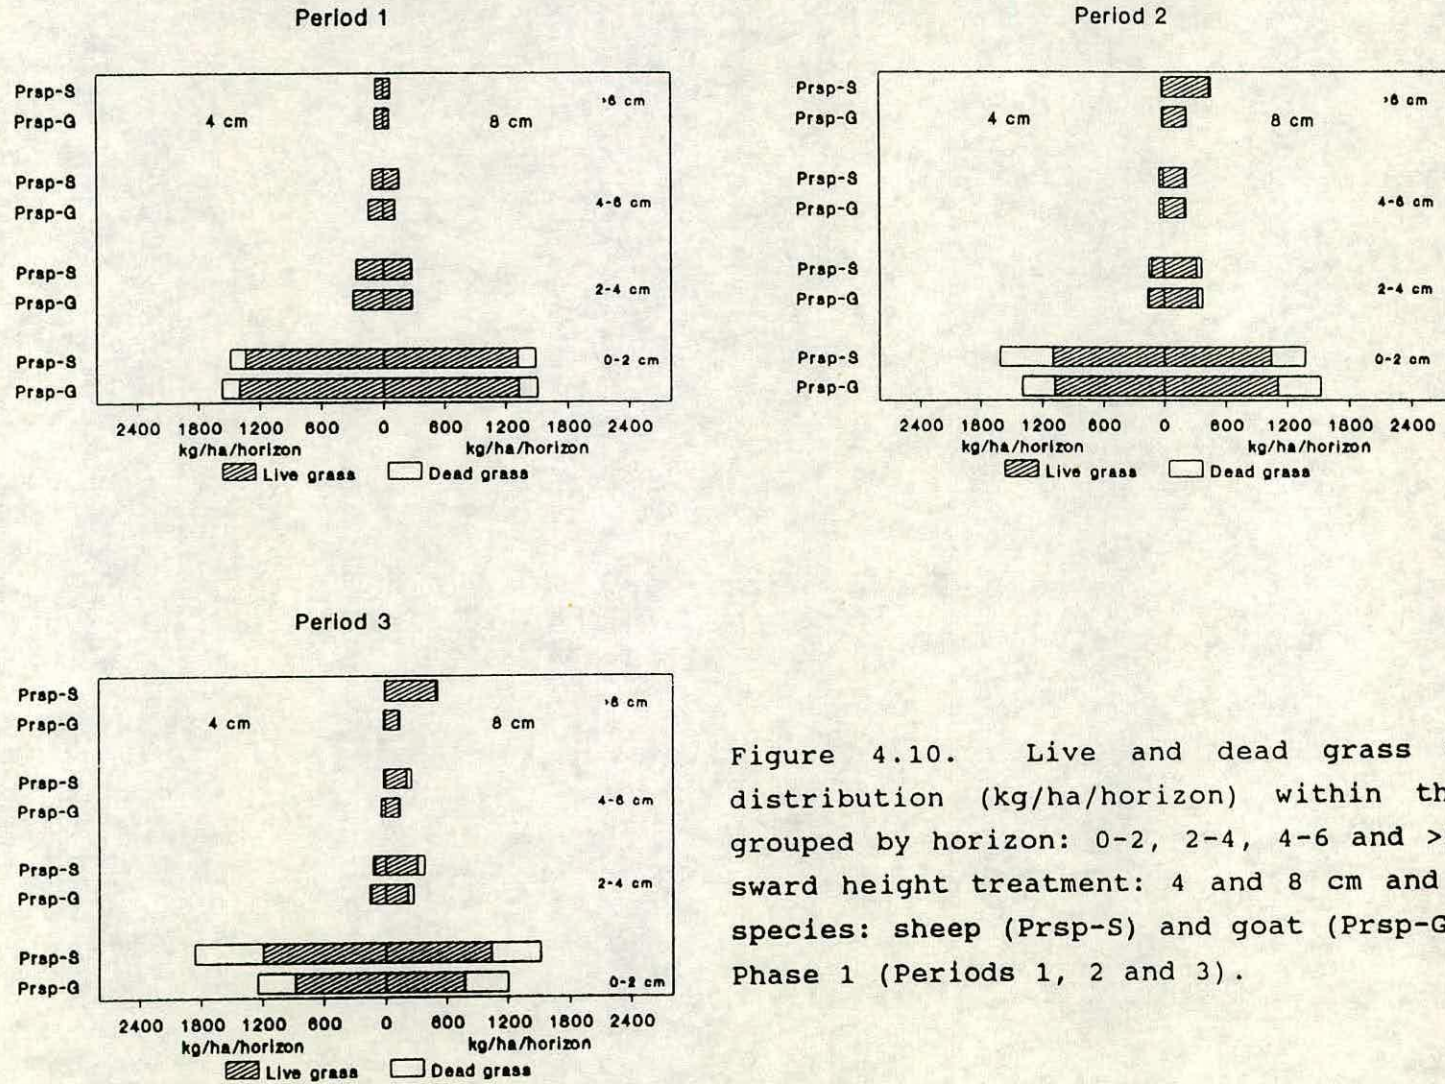 Period 1
Prsp-S
>6 cm
Prsp-G
4 cm
8 cm
Prsp-S
Prsp-G
4-6 cm
Prsp-S
Prsp-G
2-4 cm
Prsp-S
0-2 cm
Prsp-G
2400 1800 1200 600 0 600 1200 1800 2400
kg/ha/horizon kg/ha/horizon
Live grass Dead grass
Period 2
Prsp-S
>6 cm
Prsp-G
4 cm
8 cm
Prsp-S
Prsp-G
4-6 cm
Prsp-S
Prsp-G
2-4 cm
Prsp-S
0-2 cm
Prsp-G
2400 1800 1200 600 0 600 1200 1800 2400
kg/ha/horizon kg/ha/horizon
Live grass Dead grass
Period 3
Prsp-S
>6 cm
Prsp-G
4 cm
8 cm
Prsp-S
Prsp-G
4-6 cm
Prsp-S
Prsp-G
2-4 cm
Prsp-S
Prsp-G
0-2 cm
2400 1800 1200 600 0 600 1200 1800 2400
kg/ha/horizon kg/ha/horizon
Live grass Dead grass
Figure 4.10. Live and dead grass
distribution (kg/ha/horizon) within th
grouped by horizon: 0-2, 2-4, 4-6 and >
sward height treatment: 4 and 8 cm and
species: sheep (Prsp-S) and goat (Prsp-G
Phase 1 (Periods 1, 2 and 3).